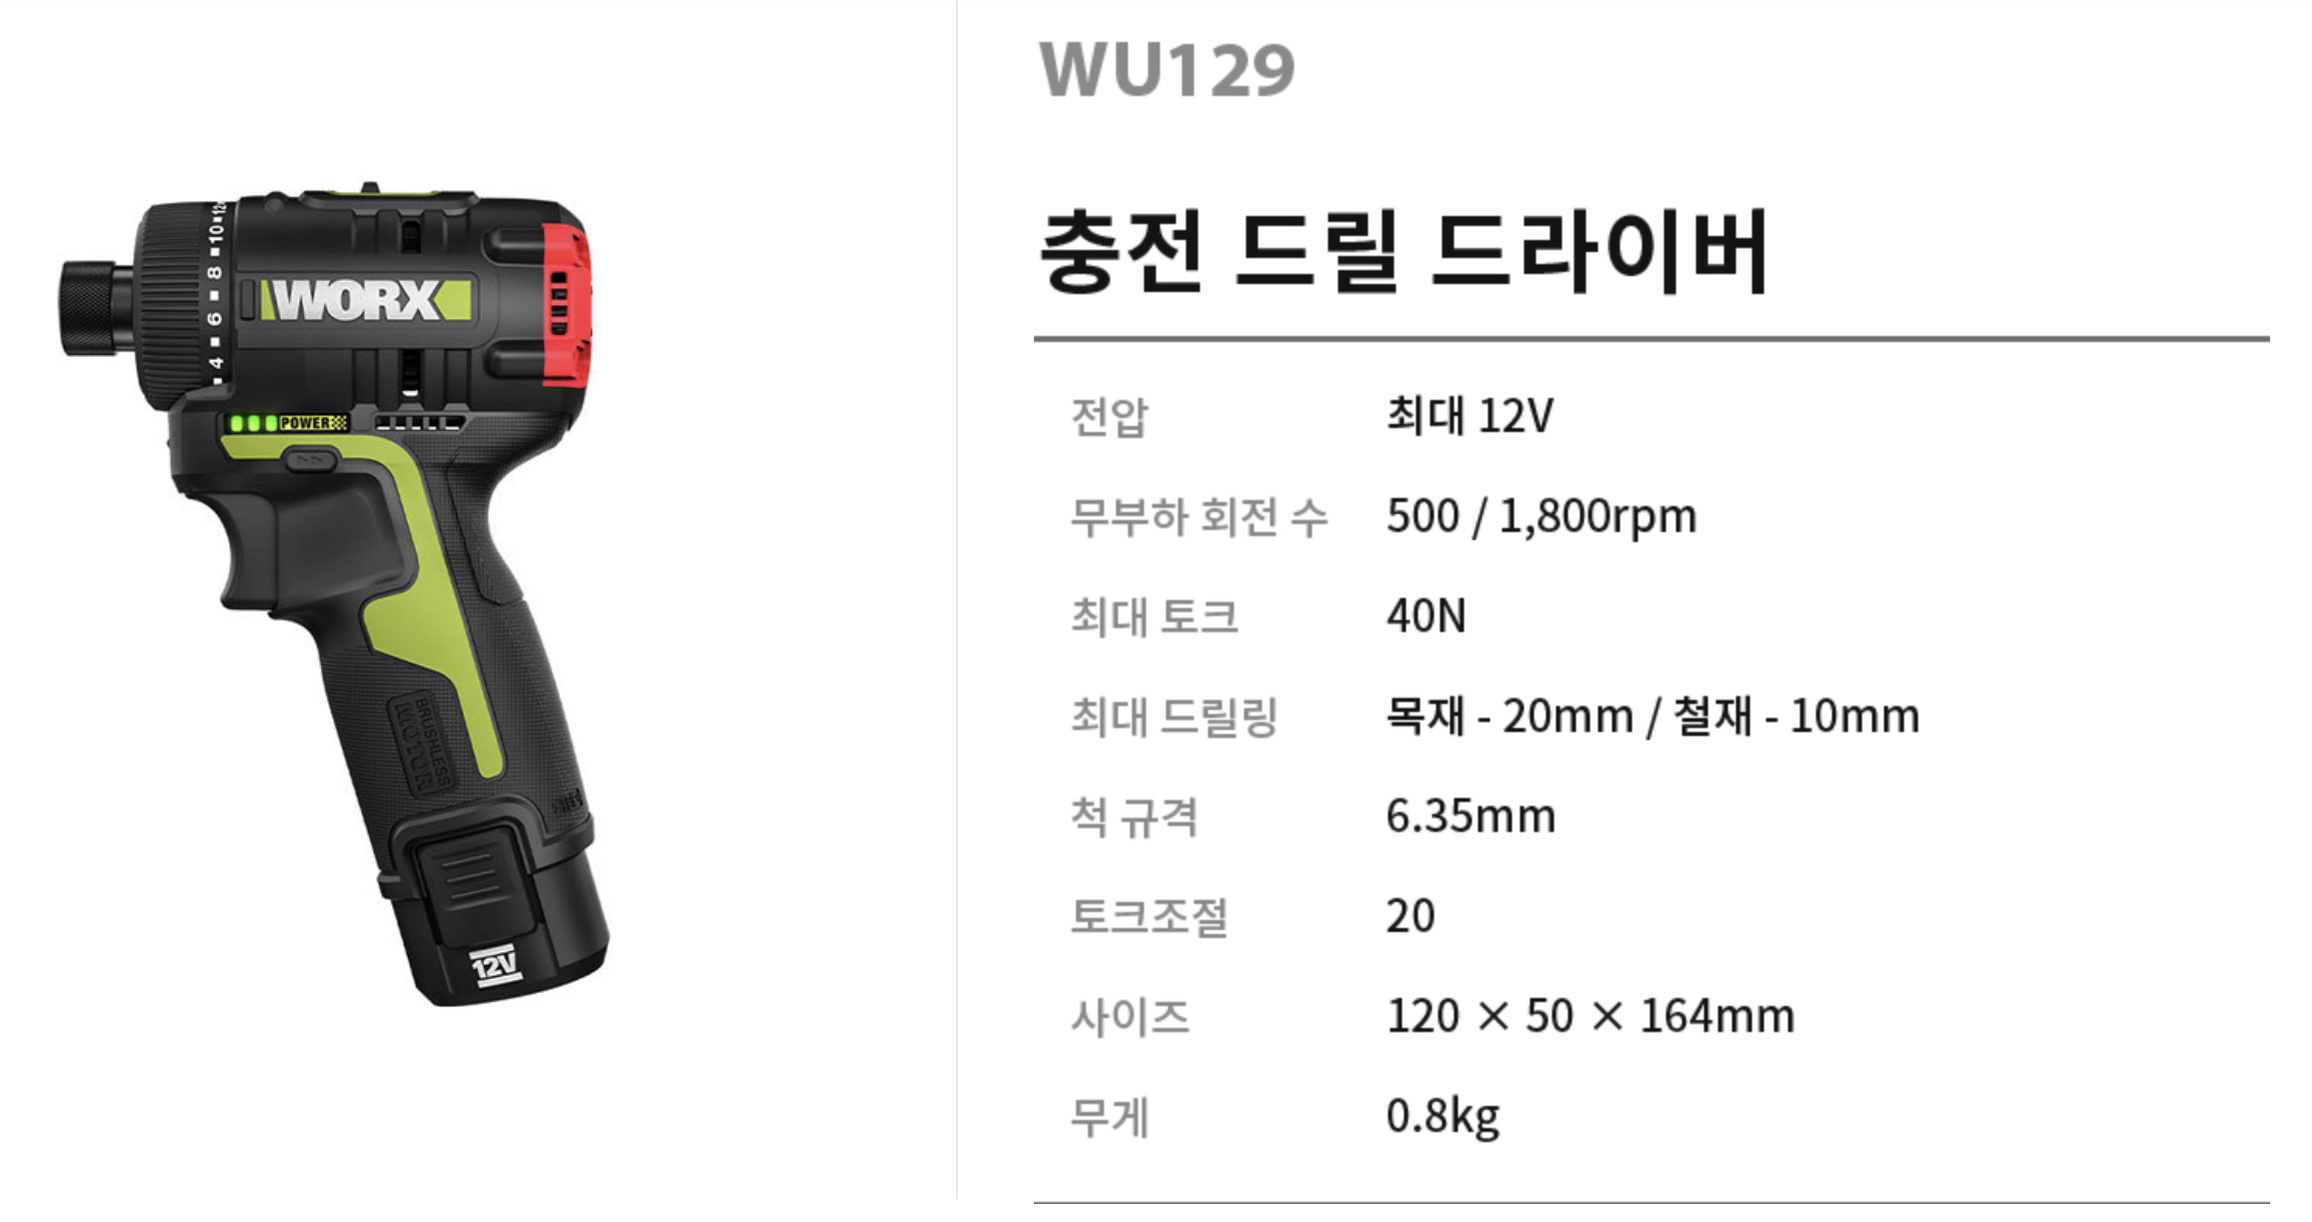 WU129
충전 드릴 드라이버
전압 최대 12V
무부하 회전 수 500 / 1,800rpm
최대 토크 40N
최대 드릴링 목재 - 20mm / 철재 - 10mm
척 규격 6.35mm
토크조절 20
사이즈 120 × 50 × 164mm
무게 0.8kg
12
10
8
6
4
WORX
POWER
BRUSHLESS
MOTOR
12V